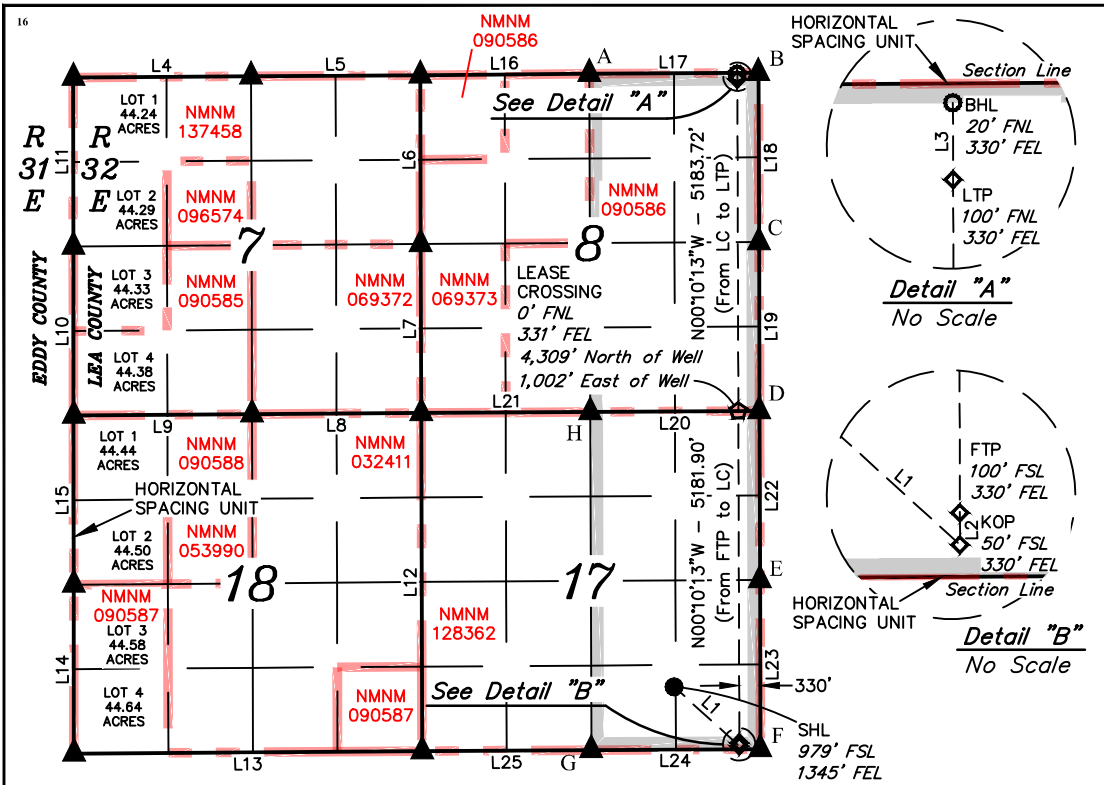 16
NMNM
090586
A
B
L4
L5
L16
L17
See Detail "A"
LOT 1
44.24
ACRES
NMNM
137458
R
31
E
R
32
E
L11
L6
L18
LOT 2
44.29
ACRES
NMNM
096574
NMNM
090586
N00°10'13"W - 5183.72'
(From LC to LTP)
7
8
C
LOT 3
44.33
ACRES
NMNM
090585
NMNM
069372
NMNM
069373
LEASE
CROSSING
0' FNL
331' FEL
4,309' North of Well
1,002' East of Well
EDDY COUNTY
LEA COUNTY
L10
L7
L19
LOT 4
44.38
ACRES
D
L9
L8
L21
L20
H
LOT 1
44.44
ACRES
NMNM
090588
NMNM
032411
HORIZONTAL
SPACING UNIT
L15
L22
N00°10'13"W - 5181.90'
(From FTP to LC)
LOT 2
44.50
ACRES
NMNM
053990
18
17
L12
E
NMNM
090587
LOT 3
44.58
ACRES
NMNM
128362
L14
L23
LOT 4
44.64
ACRES
NMNM
090587
See Detail "B"
L1
330'
SHL
979' FSL
1345' FEL
F
L13
L25
G
L24
HORIZONTAL
SPACING UNIT
Section Line
BHL
20' FNL
330' FEL
L3
LTP
100' FNL
330' FEL
Detail "A"
No Scale
L1
FTP
100' FSL
330' FEL
L2
KOP
50' FSL
330' FEL
Section Line
HORIZONTAL
SPACING UNIT
Detail "B"
No Scale